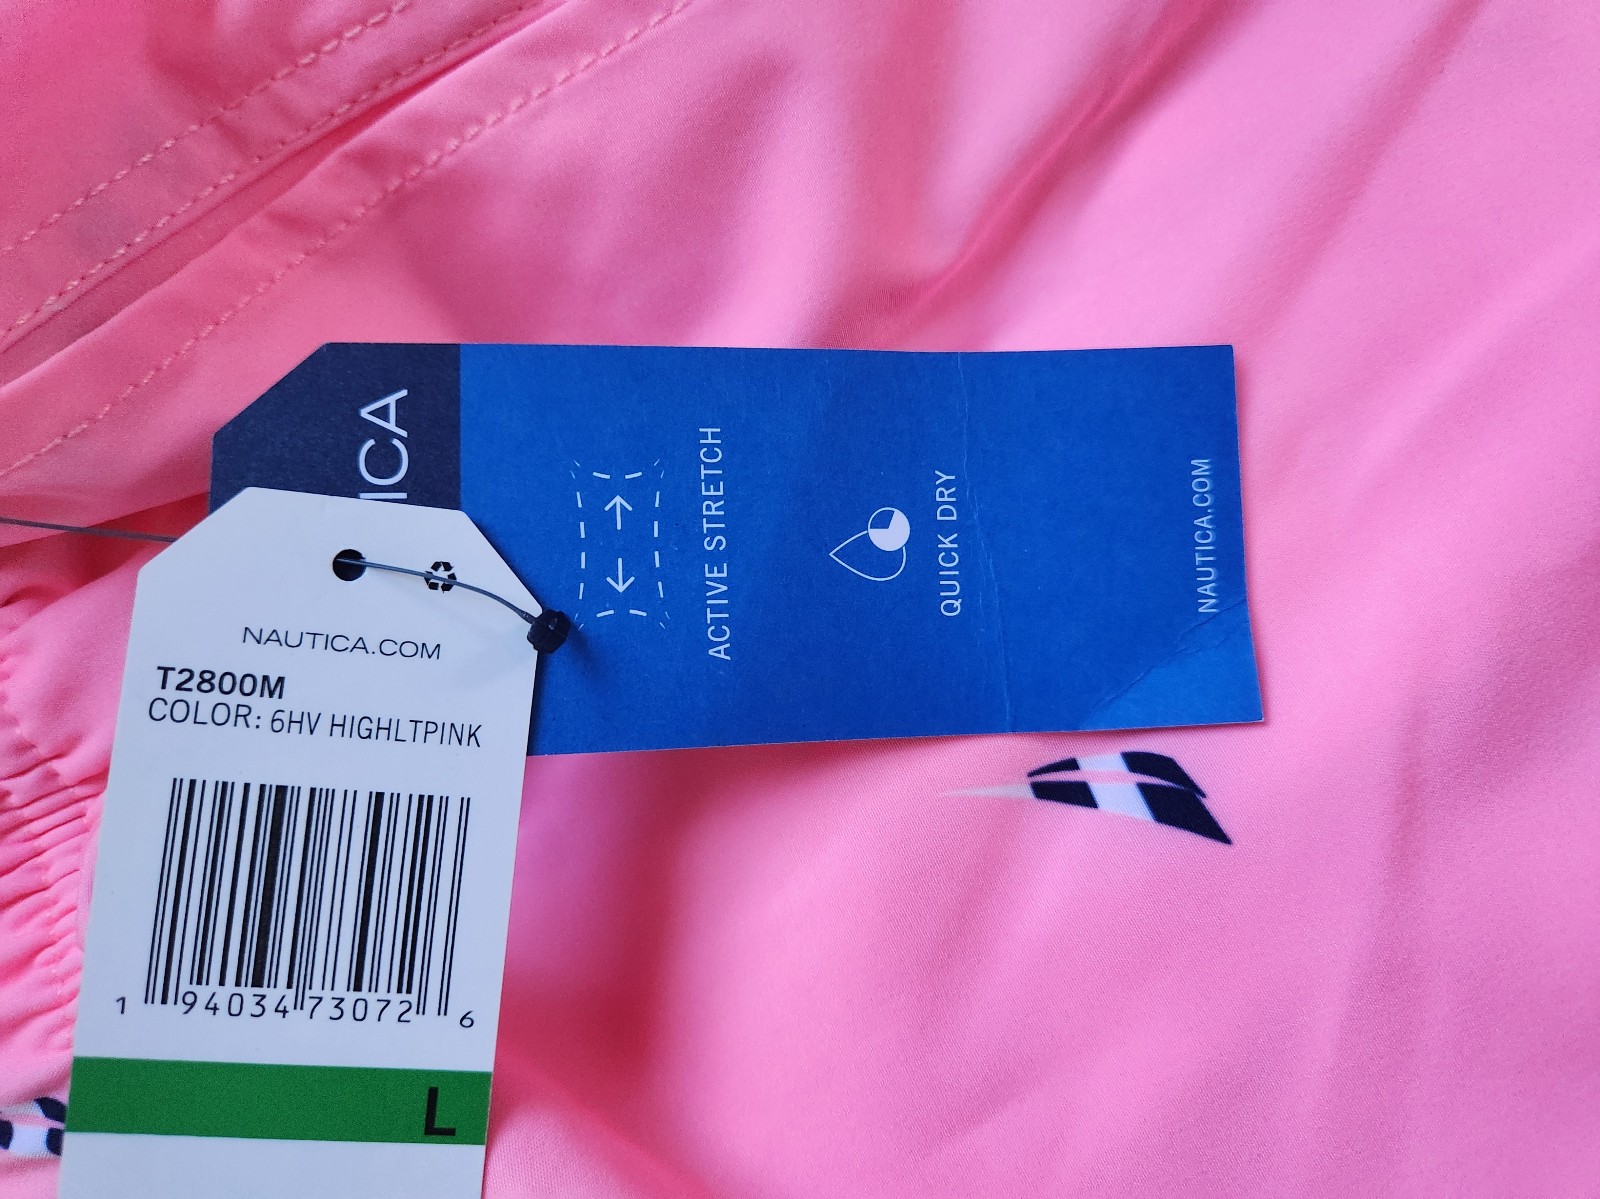 NAUTICA.COM
T2800M
COLOR: 6HV HIGHLTPINK
1 94034 73072 6
L
ICA
ACTIVE STRETCH
QUICK DRY
NAUTICA.COM